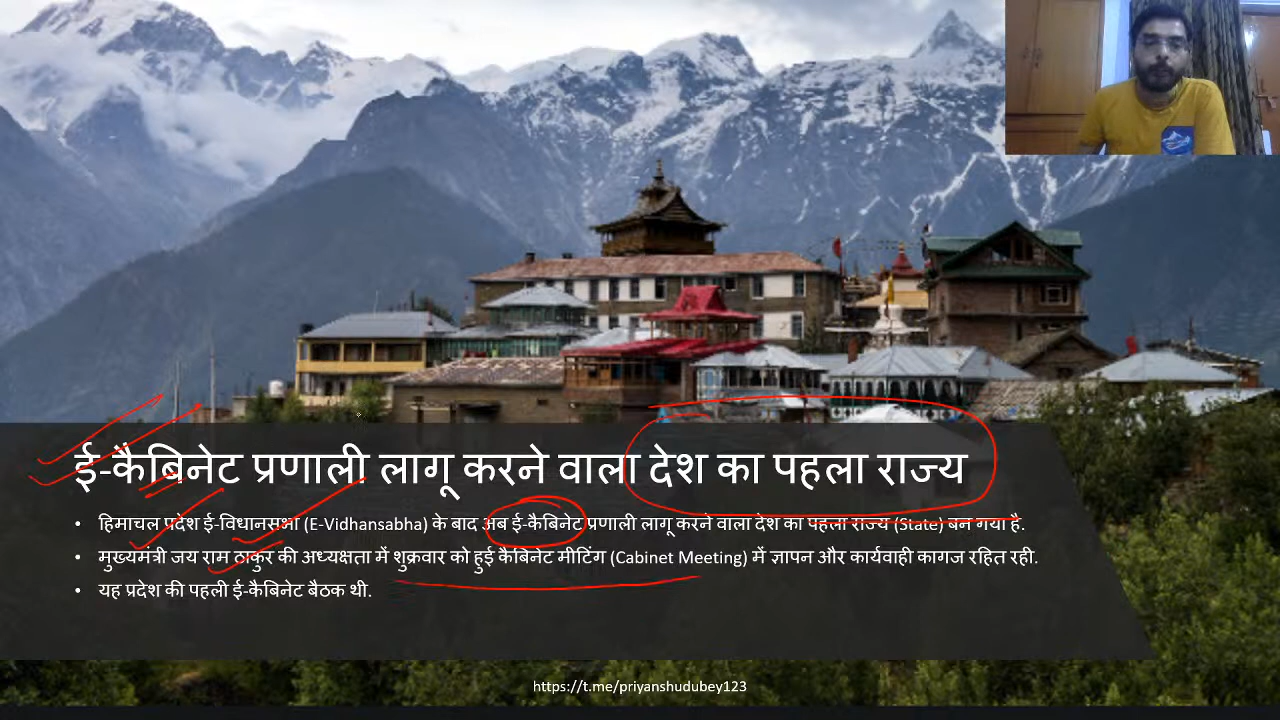 ई-कैबिनेट प्रणाली लागू करने वाला देश का पहला राज्य
• हिमाचल प्रदेश ई-विधानसभा (E-Vidhansabha) के बाद अब ई-कैबिनेट प्रणाली लागू करने वाला देश का पहला राज्य (State) बन गया है.
• मुख्यमंत्री जय राम ठाकुर की अध्यक्षता में शुक्रवार को हुई कैबिनेट मीटिंग (Cabinet Meeting) में ज्ञापन और कार्यवाही कागज रहित रही.
• यह प्रदेश की पहली ई-कैबिनेट बैठक थी.
https://t.me/priyanshudubey123